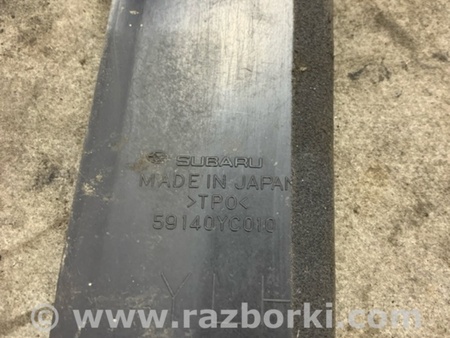 SUBARU
MADE IN JAPAN
>TPO<
59140YC010
Y L H
© www.razborki.com